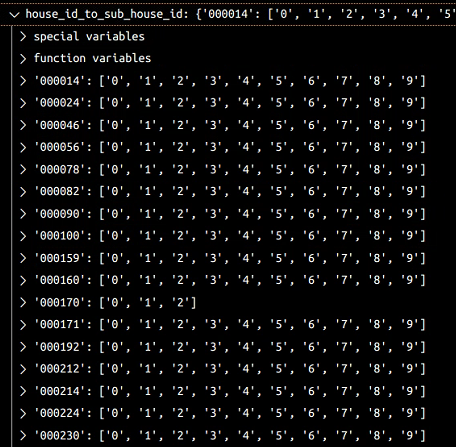 house_id_to_sub_house_id: {'000014': ['0', '1', '2', '3', '4', '5'
special variables
function variables
'000014': ['0', '1', '2', '3', '4', '5', '6', '7', '8', '9']
'000024': ['0', '1', '2', '3', '4', '5', '6', '7', '8', '9']
'000046': ['0', '1', '2', '3', '4', '5', '6', '7', '8', '9']
'000056': ['0', '1', '2', '3', '4', '5', '6', '7', '8', '9']
'000078': ['0', '1', '2', '3', '4', '5', '6', '7', '8', '9']
'000082': ['0', '1', '2', '3', '4', '5', '6', '7', '8', '9']
'000090': ['0', '1', '2', '3', '4', '5', '6', '7', '8', '9']
'000100': ['0', '1', '2', '3', '4', '5', '6', '7', '8', '9']
'000159': ['0', '1', '2', '3', '4', '5', '6', '7', '8', '9']
'000160': ['0', '1', '2', '3', '4', '5', '6', '7', '8', '9']
'000170': ['0', '1', '2']
'000171': ['0', '1', '2', '3', '4', '5', '6', '7', '8', '9']
'000192': ['0', '1', '2', '3', '4', '5', '6', '7', '8', '9']
'000212': ['0', '1', '2', '3', '4', '5', '6', '7', '8', '9']
'000214': ['0', '1', '2', '3', '4', '5', '6', '7', '8', '9']
'000224': ['0', '1', '2', '3', '4', '5', '6', '7', '8', '9']
'000230': ['0', '1', '2', '3', '4', '5', '6', '7', '8', '9']